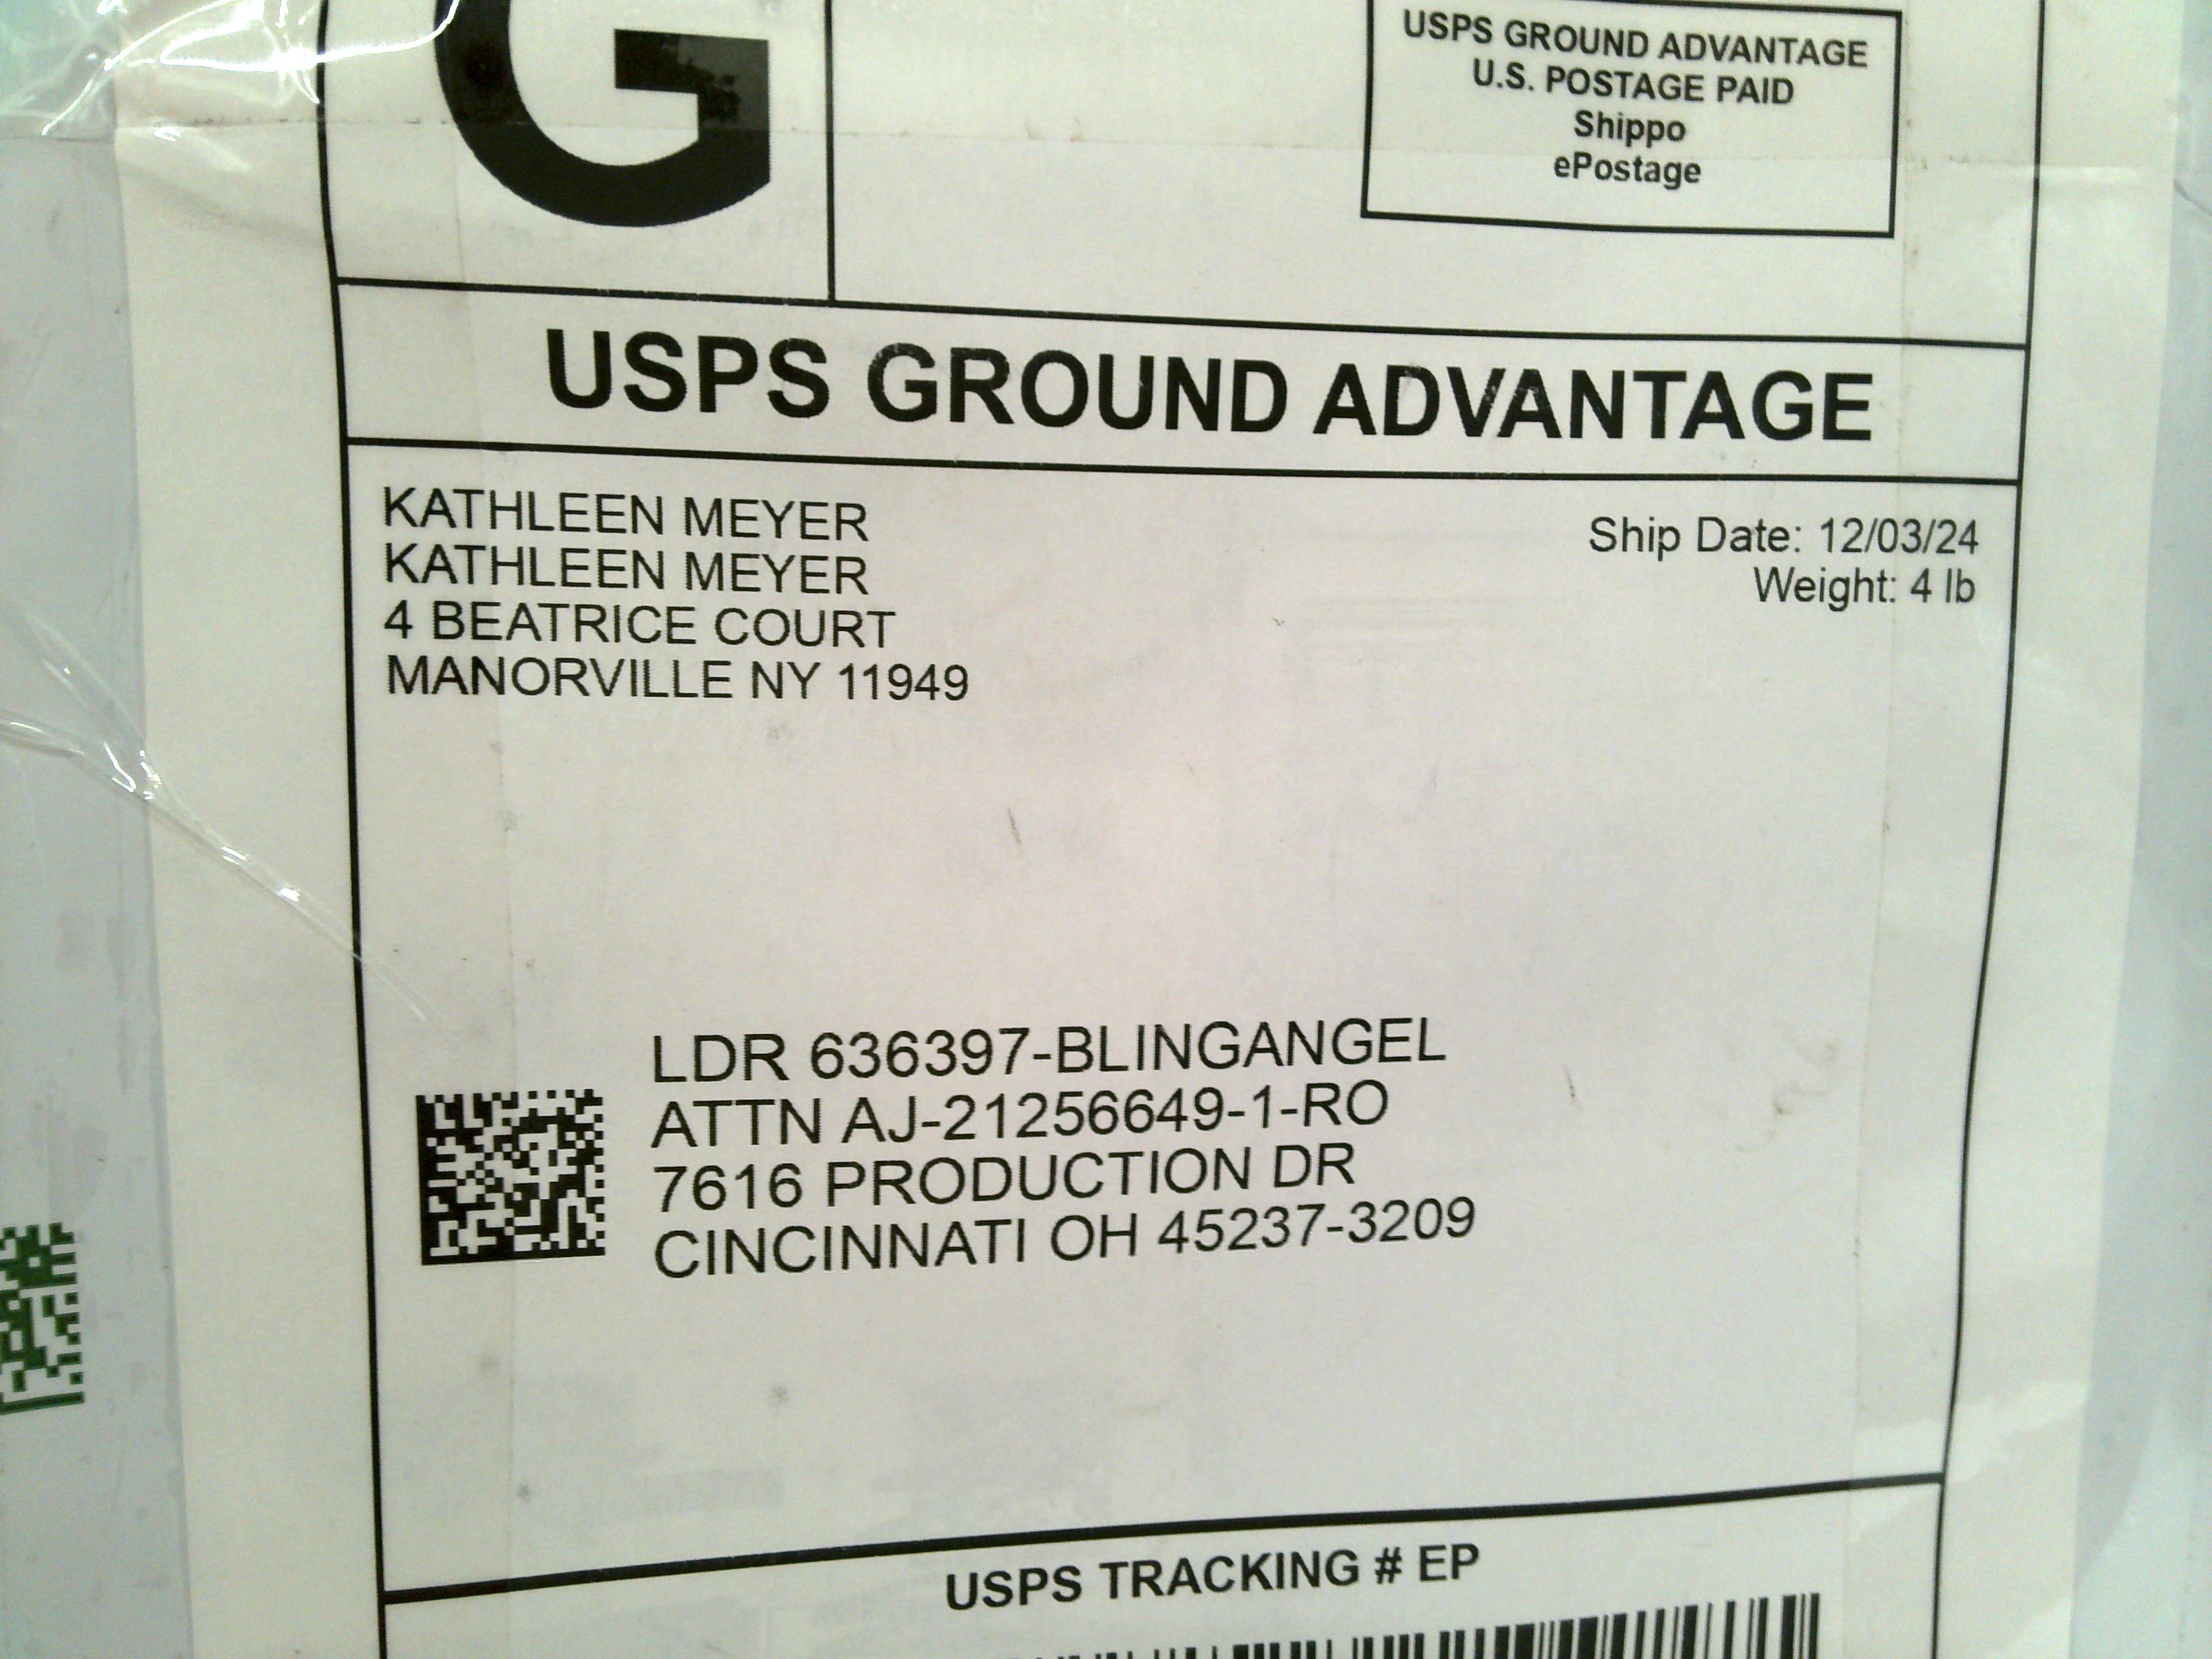 G
USPS GROUND ADVANTAGE
U.S. POSTAGE PAID
Shippo
ePostage
USPS GROUND ADVANTAGE
KATHLEEN MEYER
KATHLEEN MEYER
4 BEATRICE COURT
MANORVILLE NY 11949
Ship Date: 12/03/24
Weight: 4 lb
LDR 636397-BLINGANGEL
ATTN AJ-21256649-1-RO
7616 PRODUCTION DR
CINCINNATI OH 45237-3209
USPS TRACKING # EP